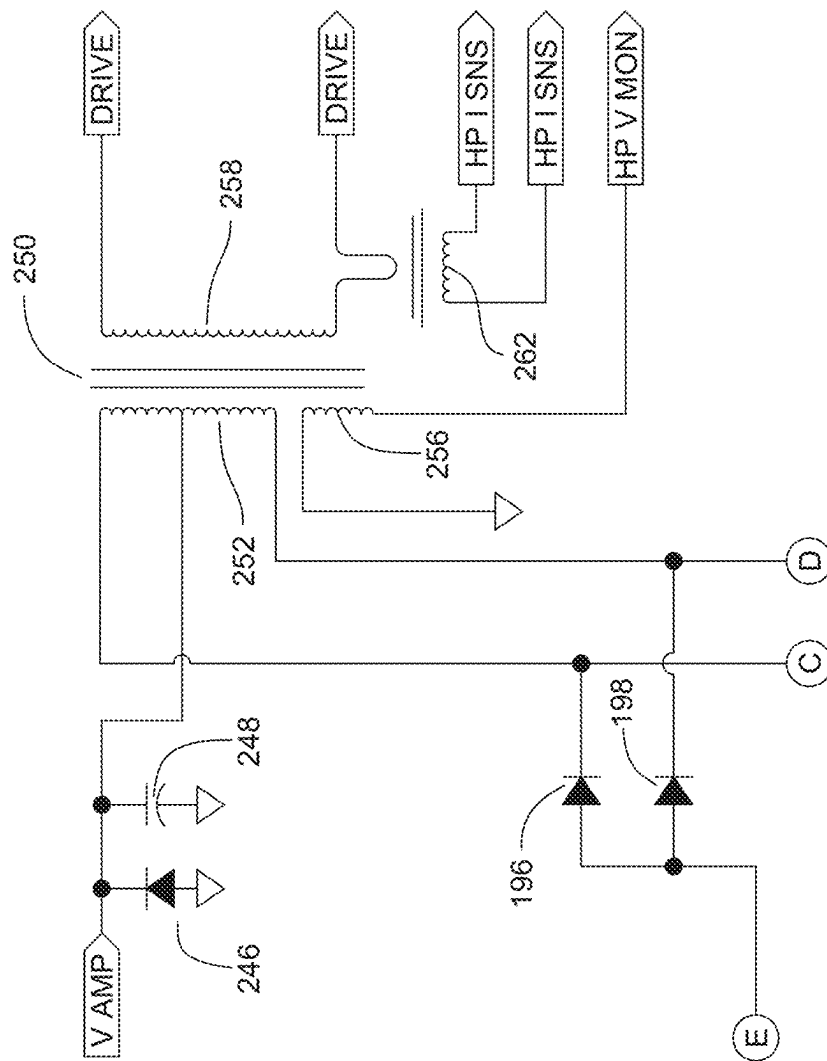 V AMP
246
248
250
252
256
258
262
DRIVE
DRIVE
HP I SNS
HP I SNS
HP V MON
196
198
E
C
D